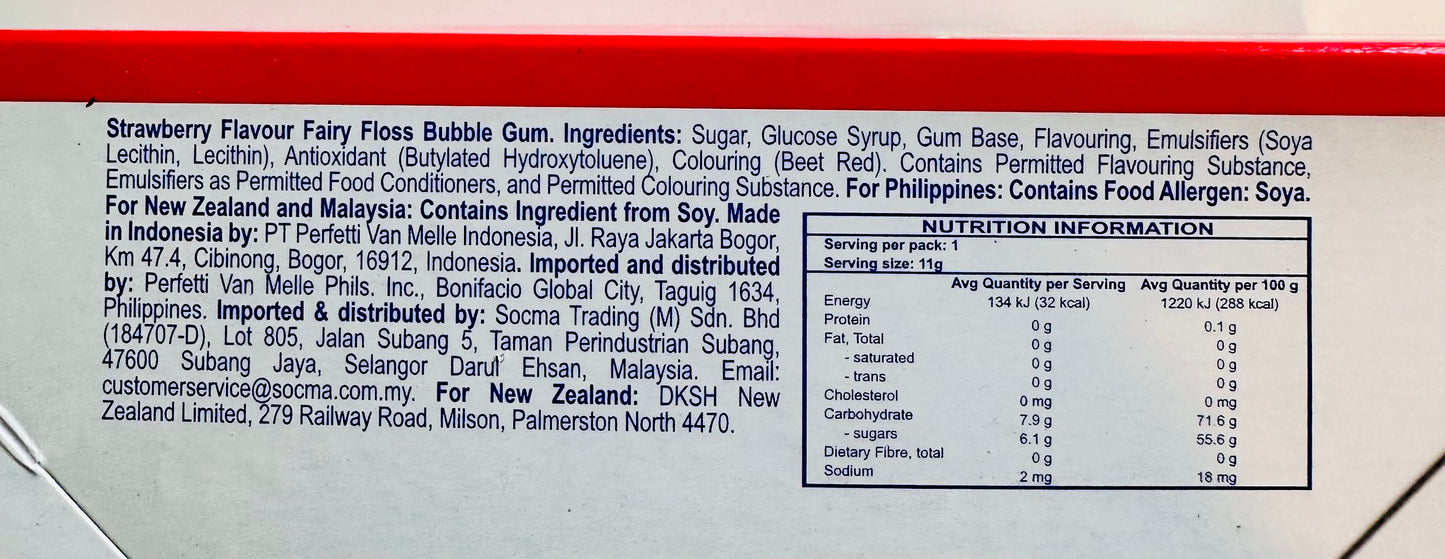 Strawberry Flavour Fairy Floss Bubble Gum. Ingredients: Sugar, Glucose Syrup, Gum Base, Flavouring, Emulsifiers (Soya
Lecithin, Lecithin), Antioxidant (Butylated Hydroxytoluene), Colouring (Beet Red). Contains Permitted Flavouring Substance,
Emulsifiers as Permitted Food Conditioners, and Permitted Colouring Substance. For Philippines: Contains Food Allergen: Soya.
For New Zealand and Malaysia: Contains Ingredient from Soy. Made
in Indonesia by: PT Perfetti Van Melle Indonesia, Jl. Raya Jakarta Bogor,
Km 47.4, Cibinong, Bogor, 16912, Indonesia. Imported and distributed
by: Perfetti Van Melle Phils. Inc., Bonifacio Global City, Taguig 1634,
Philippines. Imported & distributed by: Socma Trading (M) Sdn. Bhd
(184707-D), Lot 805, Jalan Subang 5, Taman Perindustrian Subang,
47600 Subang Jaya, Selangor Darul Ehsan, Malaysia. Email:
customerservice@socma.com.my. For New Zealand: DKSH New
Zealand Limited, 279 Railway Road, Milson, Palmerston North 4470.
NUTRITION INFORMATION
Serving per pack: 1
Serving size: 11g
Avg Quantity per Serving Avg Quantity per 100 g
Energy 134 kJ (32 kcal) 1220 kJ (288 kcal)
Protein 0 g 0.1 g
Fat, Total 0 g 0 g
- saturated 0 g 0 g
- trans 0 g 0 g
Cholesterol 0 mg 0 mg
Carbohydrate 7.9 g 71.6 g
- sugars 6.1 g 55.6 g
Dietary Fibre, total 0 g 0 g
Sodium 2 mg 18 mg